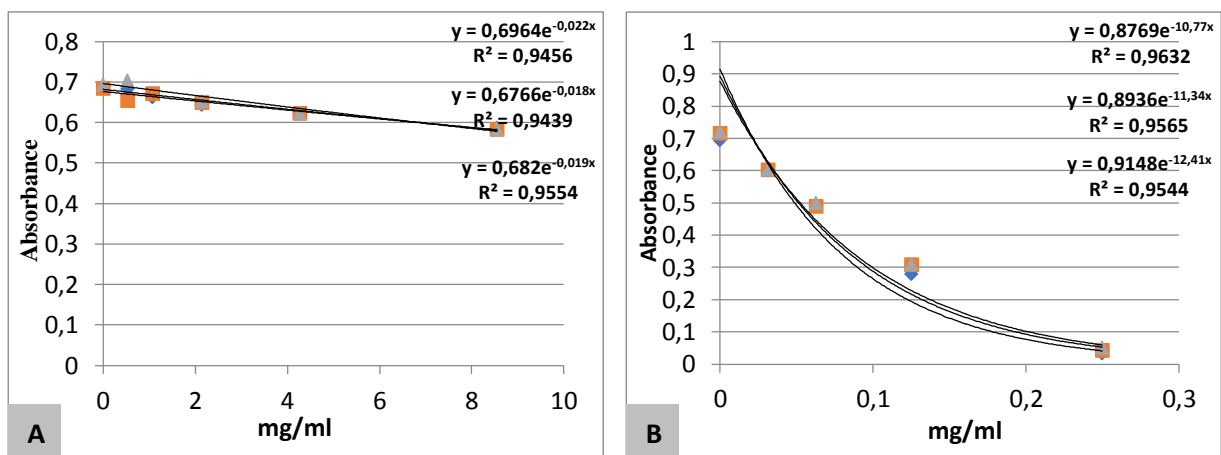 y = 0,6964e-0,022x
R² = 0,9456
y = 0,6766e-0,018x
R² = 0,9439
y = 0,682e-0,019x
R² = 0,9554
0,8
0,7
0,6
0,5
0,4
0,3
0,2
0,1
0
Absorbance
0 2 4 6 8 10
mg/ml
A
y = 0,8769e-10,77x
R² = 0,9632
y = 0,8936e-11,34x
R² = 0,9565
y = 0,9148e-12,41x
R² = 0,9544
1
0,9
0,8
0,7
0,6
0,5
0,4
0,3
0,2
0,1
0
Absorbance
0 0,1 0,2 0,3
mg/ml
B